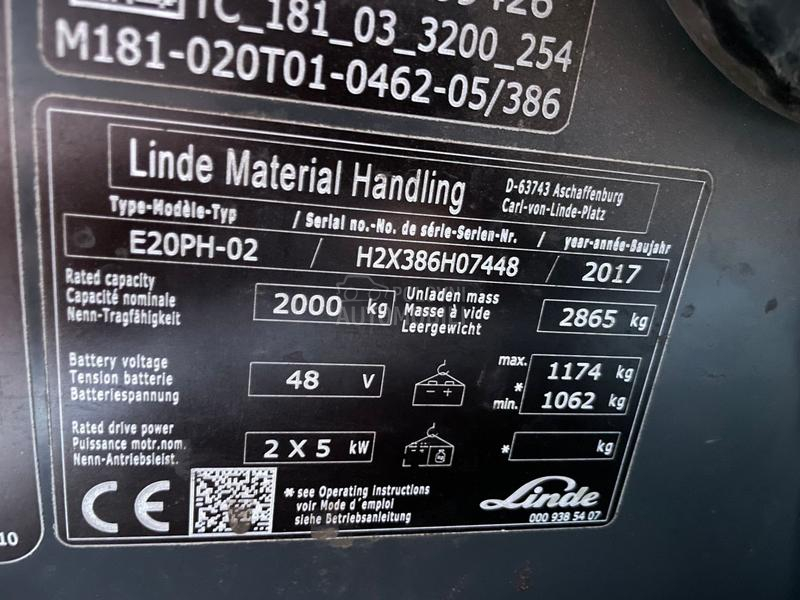 TC_181_03_3200_254
M181-020T01-0462-05/386
Linde Material Handling
D-63743 Aschaffenburg
Carl-von-Linde-Platz
Type-Modèle-Typ / Serial no.-No. de série-Serien-Nr. / year-année-Baujahr
E20PH-02 / H2X386H07448 / 2017
Rated capacity
Capacité nominale
Nenn-Tragfähigkeit
2000 kg
Unladen mass
Masse à vide
Leergewicht
2865 kg
Battery voltage
Tension batterie
Batteriespannung
48 V
max. 1174 kg
*
min. 1062 kg
Rated drive power
Puissance motr.nom.
Nenn-Antriebsleist.
2 X 5 kW
* kg
CE
* see Operating instructions
voir Mode d'emploi
siehe Betriebsanleitung
Linde
000 938 54 07
10